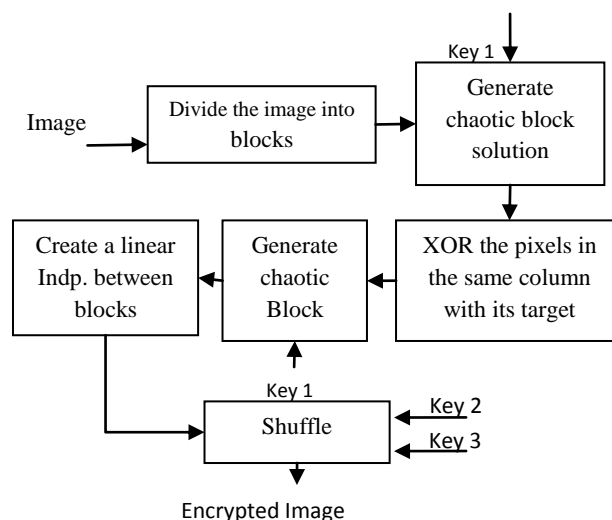 Key 1
Image
Divide the image into
blocks
Generate
chaotic block
solution
Create a linear
Indp. between
blocks
Generate
chaotic
Block
XOR the pixels in
the same column
with its target
Key 1
Shuffle
Key 2
Key 3
Encrypted Image